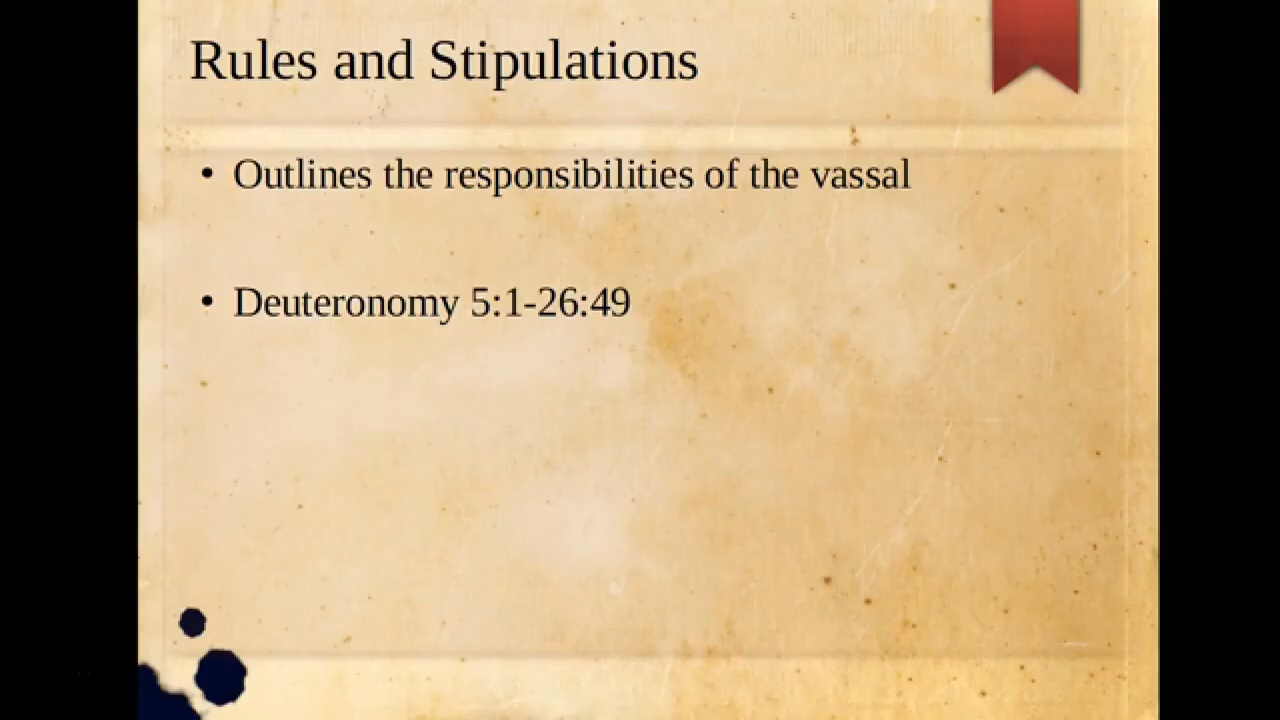 Rules and Stipulations
• Outlines the responsibilities of the vassal
• Deuteronomy 5:1-26:49